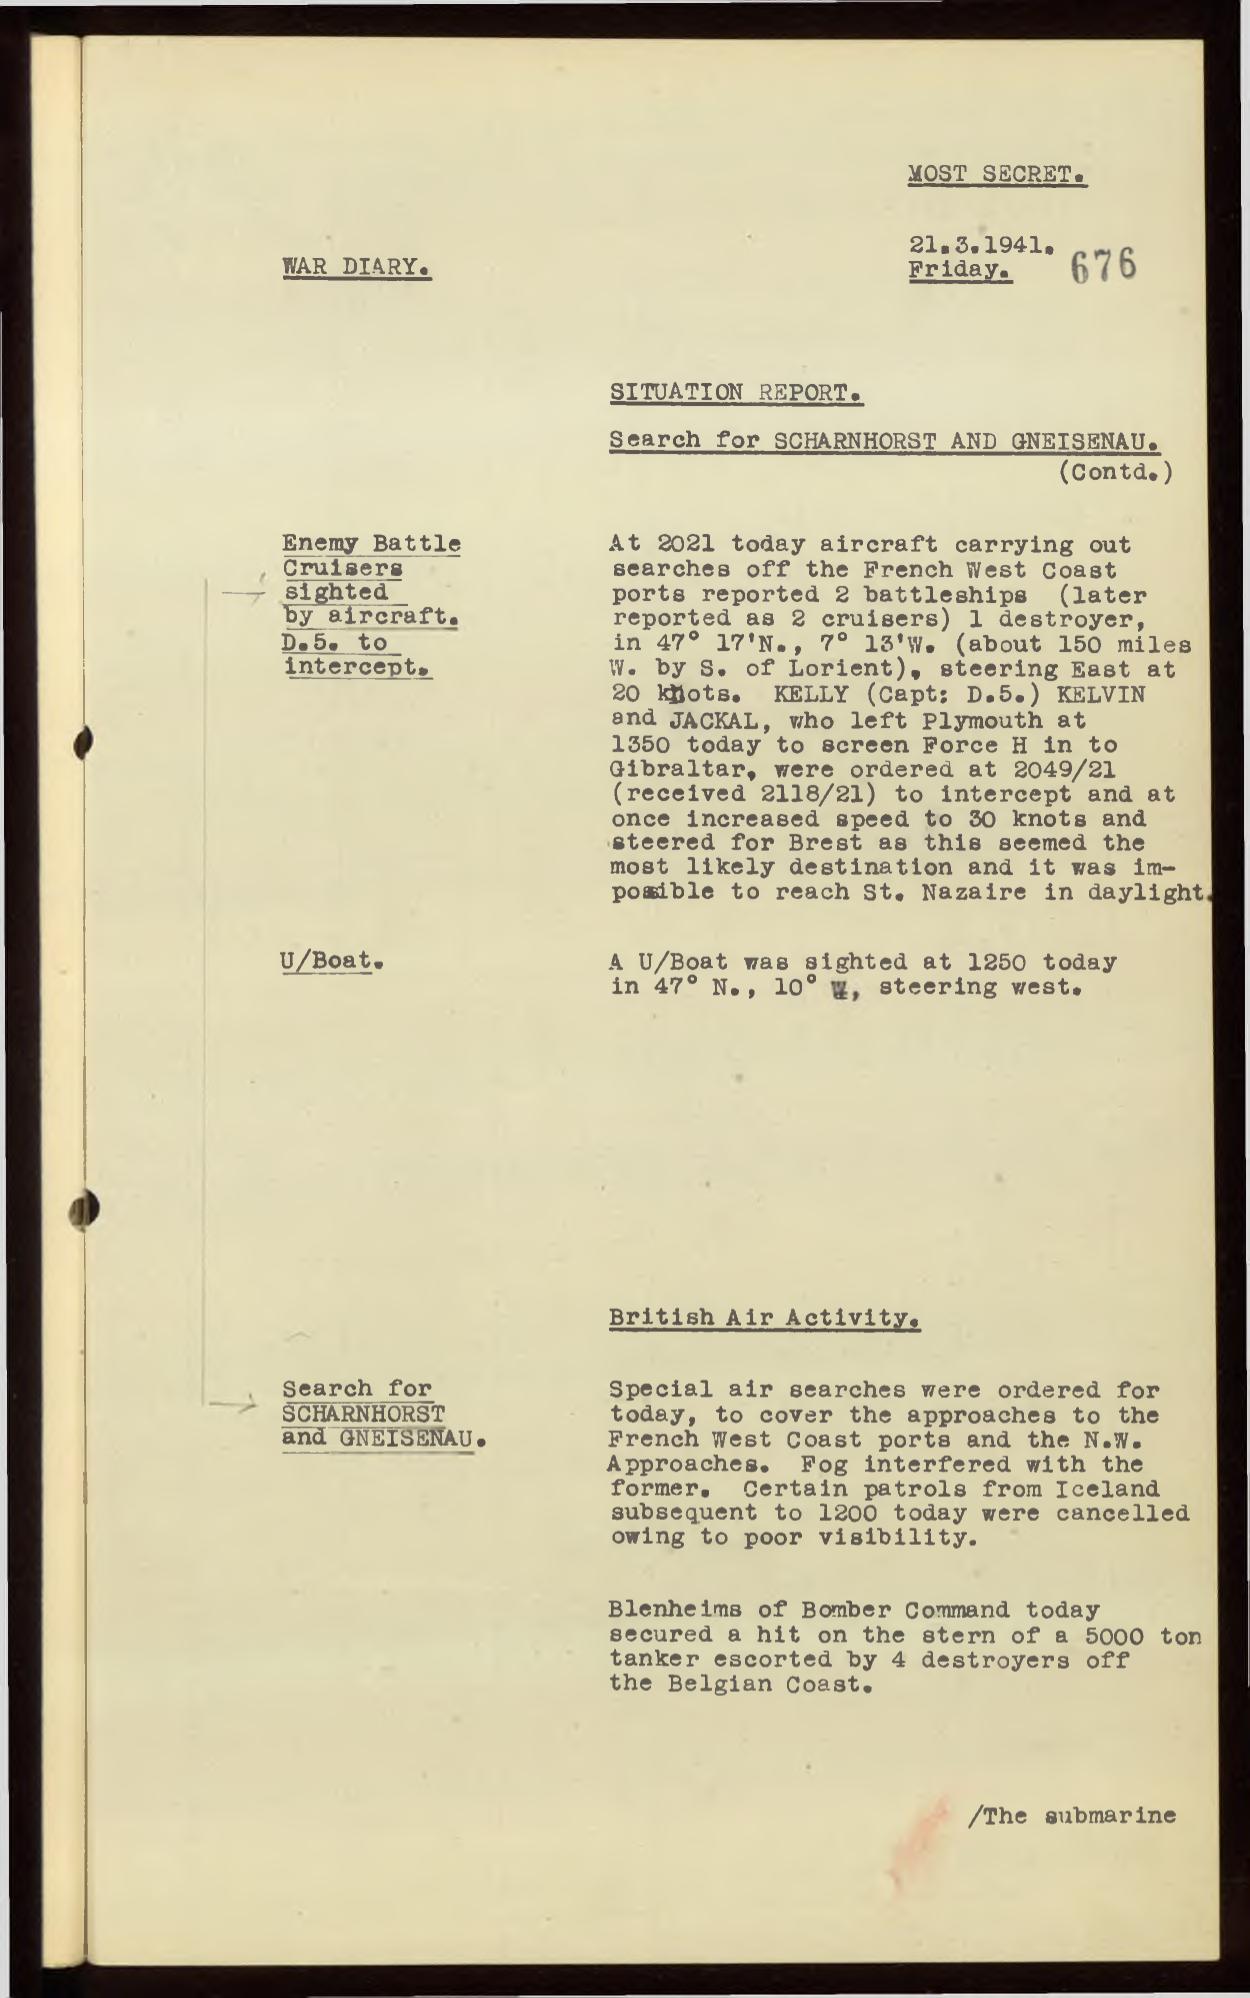 MOST SECRET.
21.3.1941.
WAR DIARY.
Friday.
676
SITUATION REPORT.
Search for SCHARNHORST AND GNEISENAU.
(Contd.)
Enemy Battle
Cruisers
sighted
by aircraft.
D.5. to
intercept.
At 2021 today aircraft carrying out
searches off the French West Coast
ports reported 2 battleships (later
reported as 2 cruisers) 1 destroyer,
in 47° 17'N., 7° 13'W. (about 150 miles
W. by S. of Lorient), steering East at
20 knots. KELLY (Capt: D.5.) KELVIN
and JACKAL, who left Plymouth at
1350 today to screen Force H in to
Gibraltar, were ordered at 2049/21
(received 2118/21) to intercept and at
once increased speed to 30 knots and
steered for Brest as this seemed the
most likely destination and it was im-
possible to reach St. Nazaire in daylight.
U/Boat.
A U/Boat was sighted at 1250 today
in 47° N., 10° W, steering west.
British Air Activity.
Search for
SCHARNHORST
and GNEISENAU.
Special air searches were ordered for
today, to cover the approaches to the
French West Coast ports and the N.W.
Approaches. Fog interfered with the
former. Certain patrols from Iceland
subsequent to 1200 today were cancelled
owing to poor visibility.
Blenheims of Bomber Command today
secured a hit on the stern of a 5000 ton
tanker escorted by 4 destroyers off
the Belgian Coast.
/The submarine